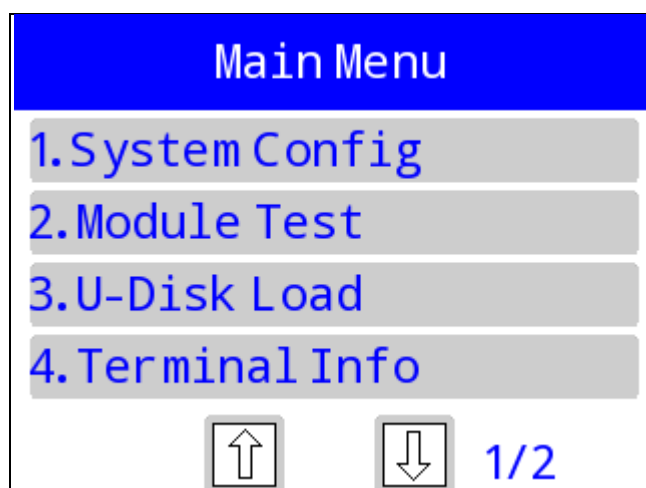 Main Menu
1.System Config
2.Module Test
3.U-Disk Load
4.Terminal Info
1/2